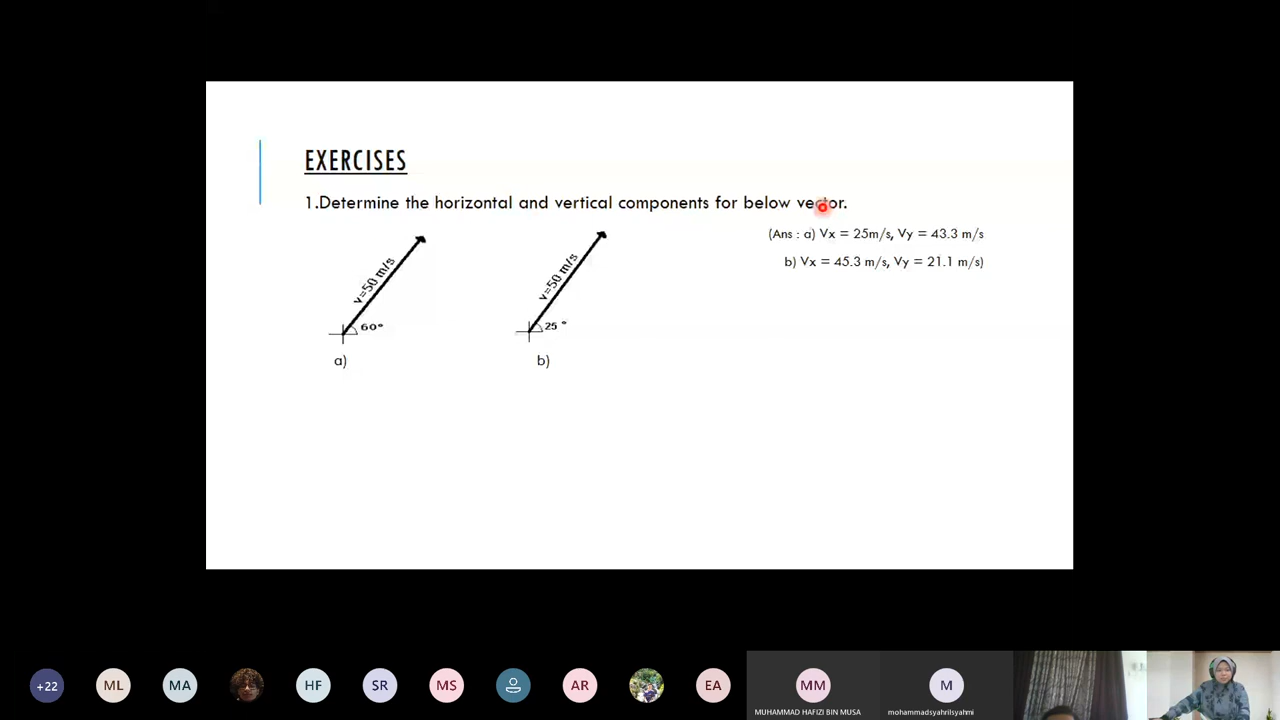 EXERCISES
1.Determine the horizontal and vertical components for below vector.
(Ans : a) Vx = 25m/s, Vy = 43.3 m/s
b) Vx = 45.3 m/s, Vy = 21.1 m/s)
v=50 m/s
60°
a)
v=50 m/s
25 °
b)
+22
ML
MA
HF
SR
MS
AR
EA
MM
MUHAMMAD HAFIZI BIN MUSA
M
mohammadsyahrilsyahmi